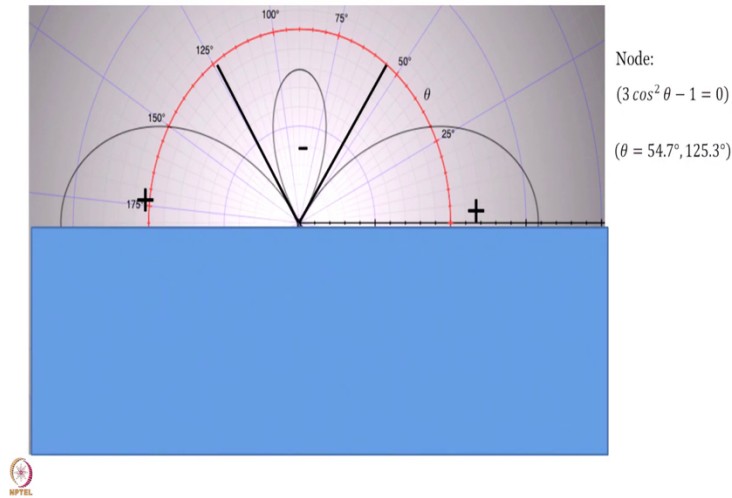 100°
75°
125°
50°
Node:
θ
(3 cos² θ − 1 = 0)
150°
25°
-
(θ = 54.7°, 125.3°)
175°
+
+
NPTEL